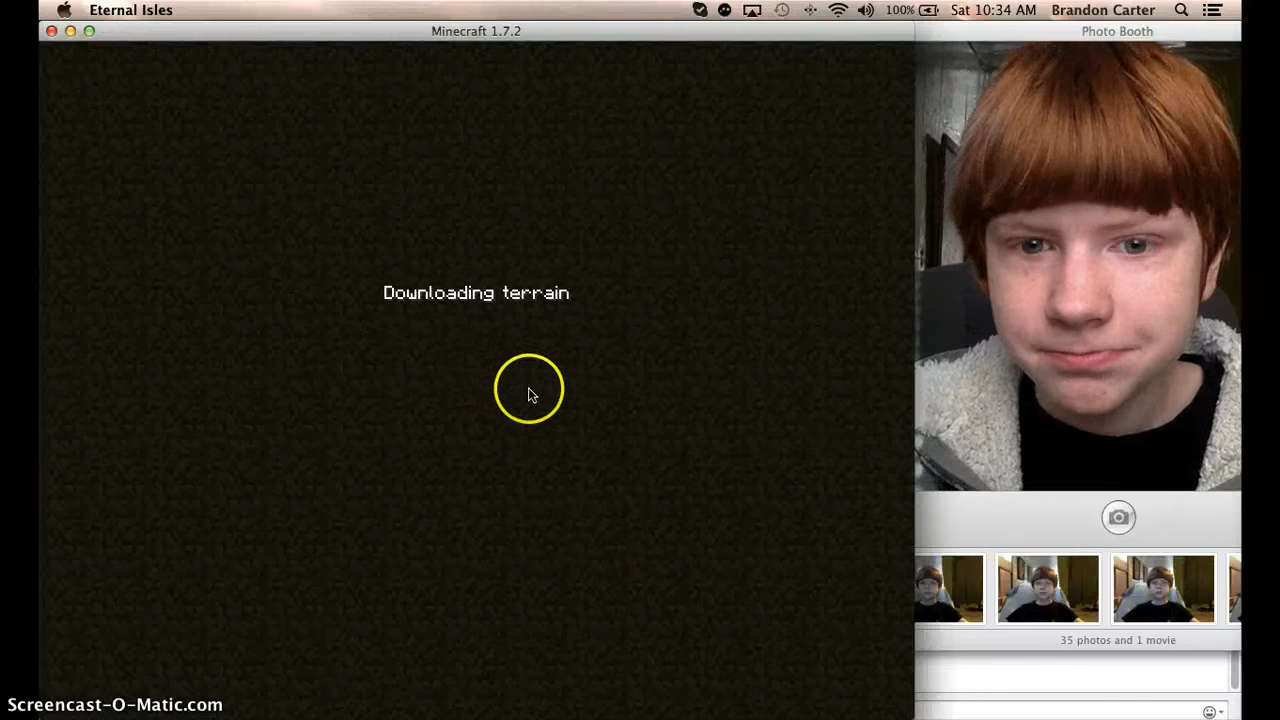 Eternal Isles
100%
Sat 10:34 AM
Brandon Carter
Minecraft 1.7.2
Photo Booth
Downloading terrain
35 photos and 1 movie
Screencast-O-Matic.com